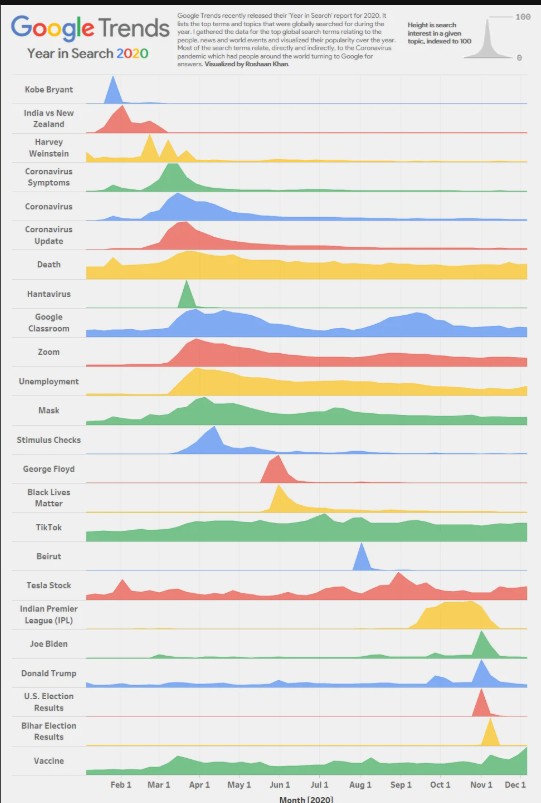 Google Trends
Year in Search 2020
Google Trends recently released their 'Year in Search' report for 2020. It
lists the top terms and topics that were globally searched for during the
year. I gathered the data for the top global search terms relating to
people, news and world events and visualized their popularity over the year.
Most of the search terms relate, directly and indirectly, to the Coronavirus
pandemic which had people around the world turning to Google for
answers. Visualized by Roshaan Khan.
Height is search
interest in a given
topic, indexed to 100
100
0
Kobe Bryant
India vs New
Zealand
Harvey
Weinstein
Coronavirus
Symptoms
Coronavirus
Coronavirus
Update
Death
Hantavirus
Google
Classroom
Zoom
Unemployment
Mask
Stimulus Checks
George Floyd
Black Lives
Matter
TikTok
Beirut
Tesla Stock
Indian Premier
League (IPL)
Joe Biden
Donald Trump
U.S. Election
Results
Bihar Election
Results
Vaccine
Feb 1 Mar 1 Apr 1 May 1 Jun 1 Jul 1 Aug 1 Sep 1 Oct 1 Nov 1 Dec 1
Month [2020]